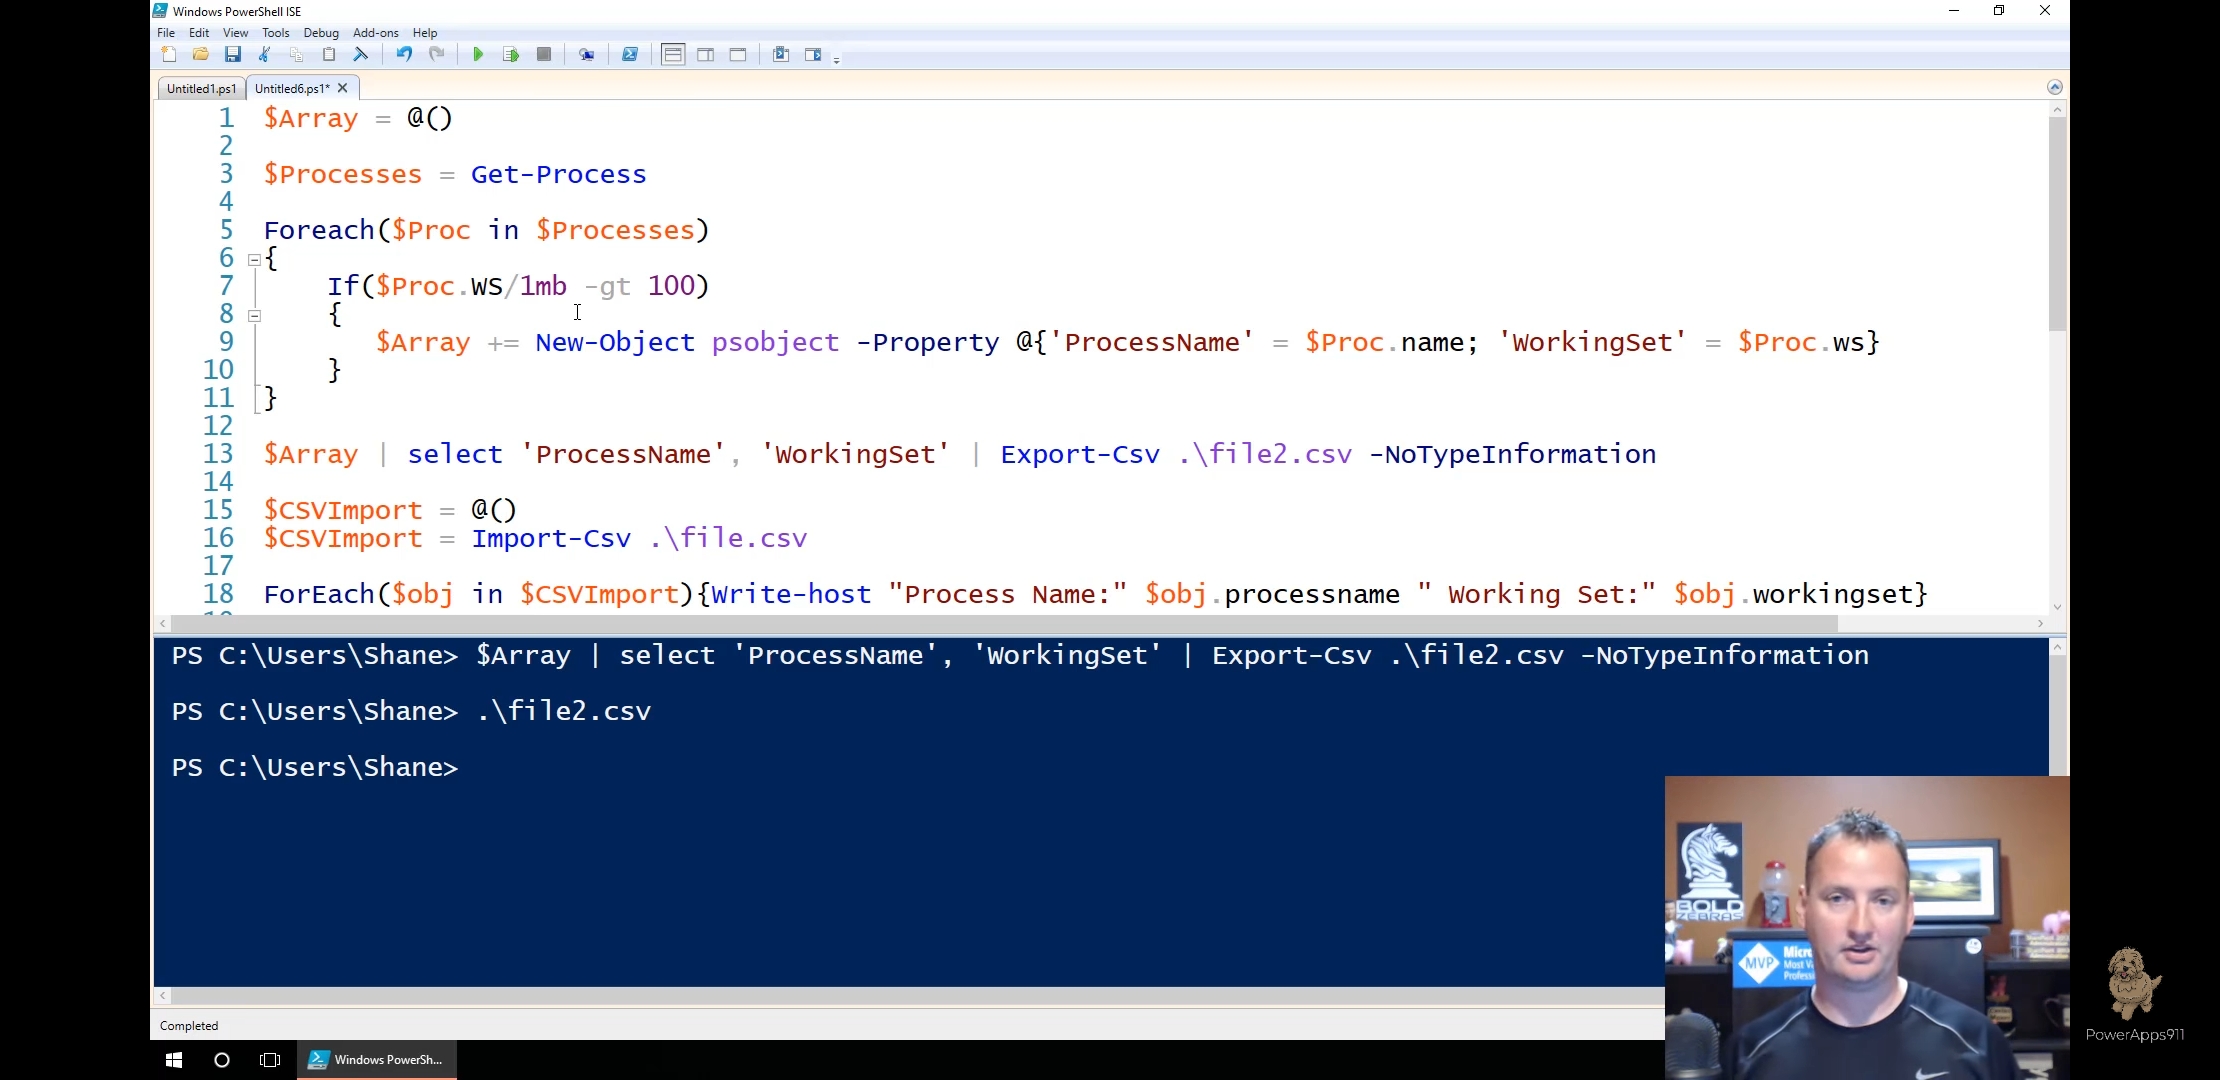 Windows PowerShell ISE
File Edit View Tools Debug Add-ons Help
Untitled1.ps1 Untitled6.ps1*
1 $Array = @()
2
3 $Processes = Get-Process
4
5 Foreach($Proc in $Processes)
6 {
7 If($Proc.WS/1mb -gt 100)
8 {
9 $Array += New-Object psobject -Property @{'ProcessName' = $Proc.name; 'WorkingSet' = $Proc.ws}
10 }
11 }
12
13 $Array | select 'ProcessName', 'WorkingSet' | Export-Csv .\file2.csv -NoTypeInformation
14
15 $CSVImport = @()
16 $CSVImport = Import-Csv .\file.csv
17
18 ForEach($obj in $CSVImport){Write-host "Process Name:" $obj.processname " Working Set:" $obj.workingset}
PS C:\Users\Shane> $Array | select 'ProcessName', 'WorkingSet' | Export-Csv .\file2.csv -NoTypeInformation
PS C:\Users\Shane> .\file2.csv
PS C:\Users\Shane>
BOLD
ZEBRAS
MVP
Micro
Most V
Professi
PowerApps911
Completed
Windows PowerSh...